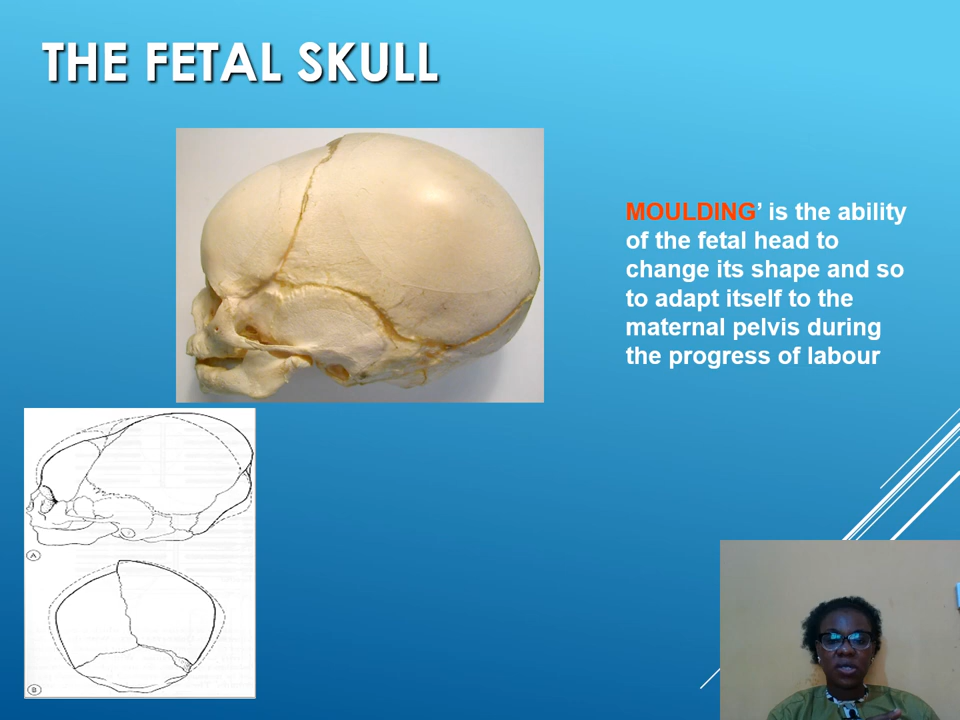 THE FETAL SKULL
MOULDING’ is the ability
of the fetal head to
change its shape and so
to adapt itself to the
maternal pelvis during
the progress of labour
A
B